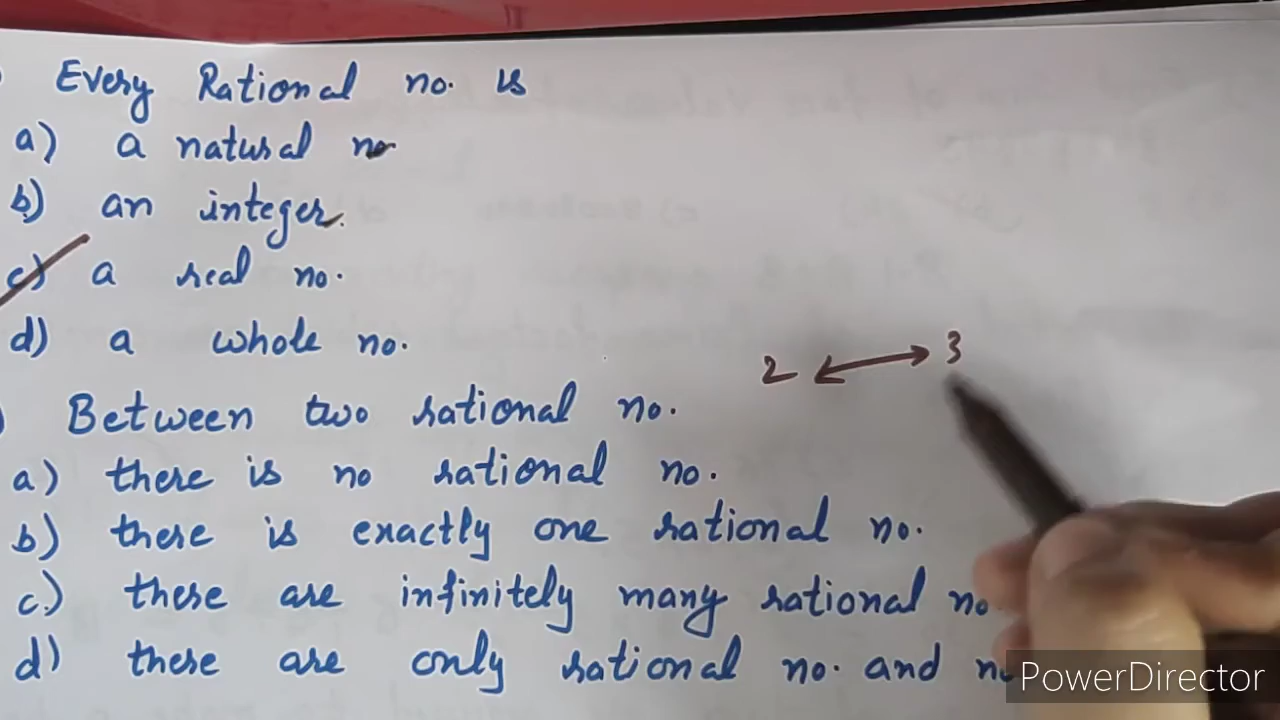 Every Rational no. is
a) a natural no
b) an integer.
c) a real no.
d) a whole no.
2 3
Between two rational no.
a) there is no rational no.
b) there is exactly one rational no.
c.) there are infinitely many rational no
d) there are only rational no. and
PowerDirector